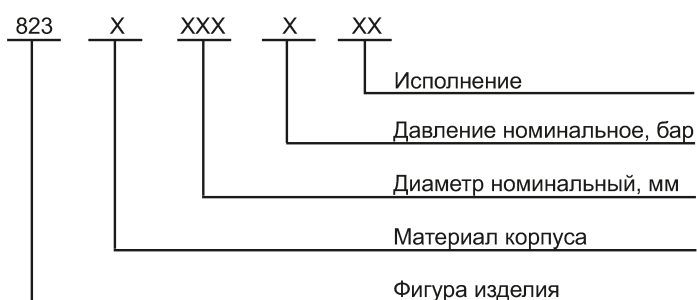 823 X XXX X XX
Исполнение
Давление номинальное, бар
Диаметр номинальный, мм
Материал корпуса
Фигура изделия